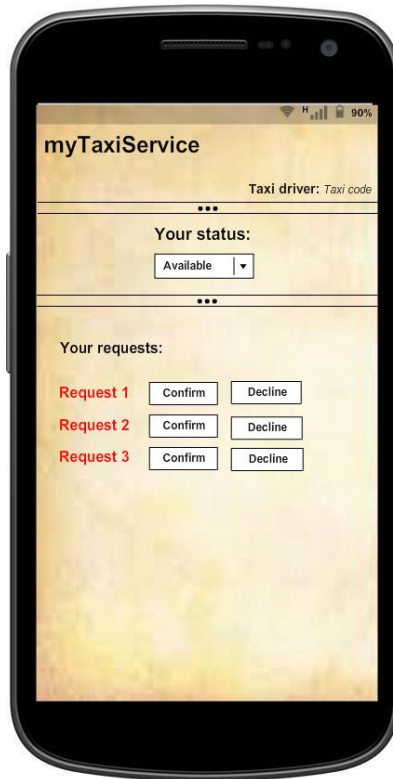 H 90%
myTaxiService
Taxi driver: Taxi code
Your status:
Available
Your requests:
Request 1 Confirm Decline
Request 2 Confirm Decline
Request 3 Confirm Decline